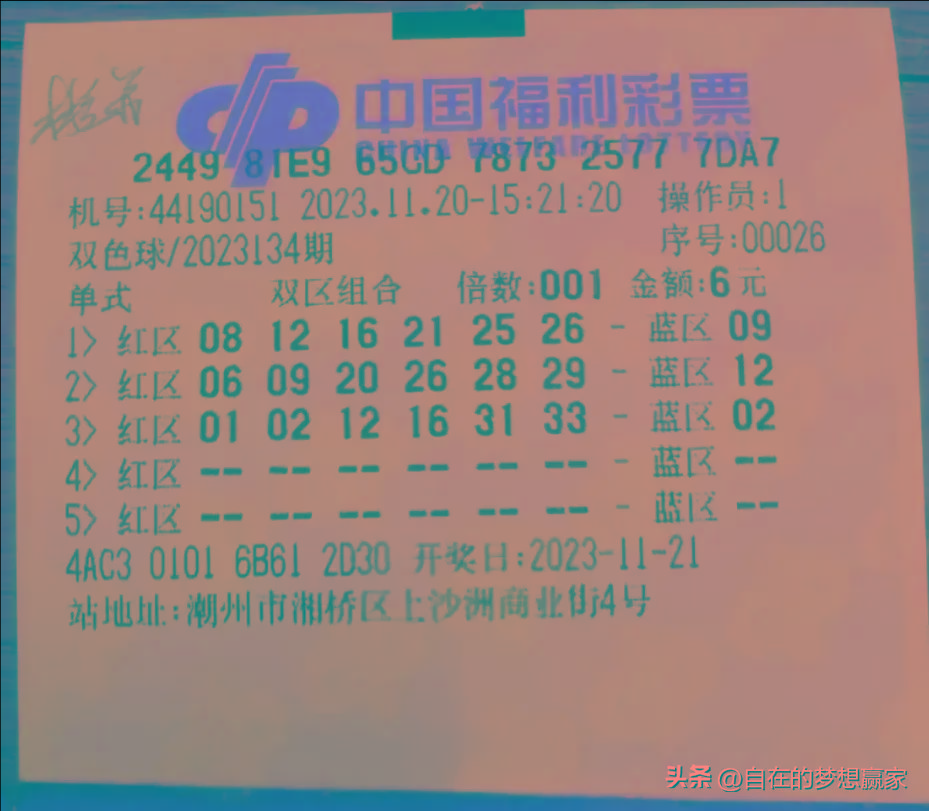 中国福利彩票
CHINA WELFARE LOTTERY
2449 81E9 65CD 7873 2577 7DA7
机号:44190151 2023.11.20-15:21:20 操作员:1
双色球/2023134期 序号:00026
单式 双区组合 倍数:001 金额:6元
1> 红区 08 12 16 21 25 26 - 蓝区 09
2> 红区 06 09 20 26 28 29 - 蓝区 12
3> 红区 01 02 12 16 31 33 - 蓝区 02
4> 红区 -- -- -- -- -- -- - 蓝区 --
5> 红区 -- -- -- -- -- -- - 蓝区 --
4AC3 0101 6B61 2D30 开奖日:2023-11-21
站地址:潮州市湘桥区上沙洲商业街4号
头条 @自在的梦想赢家